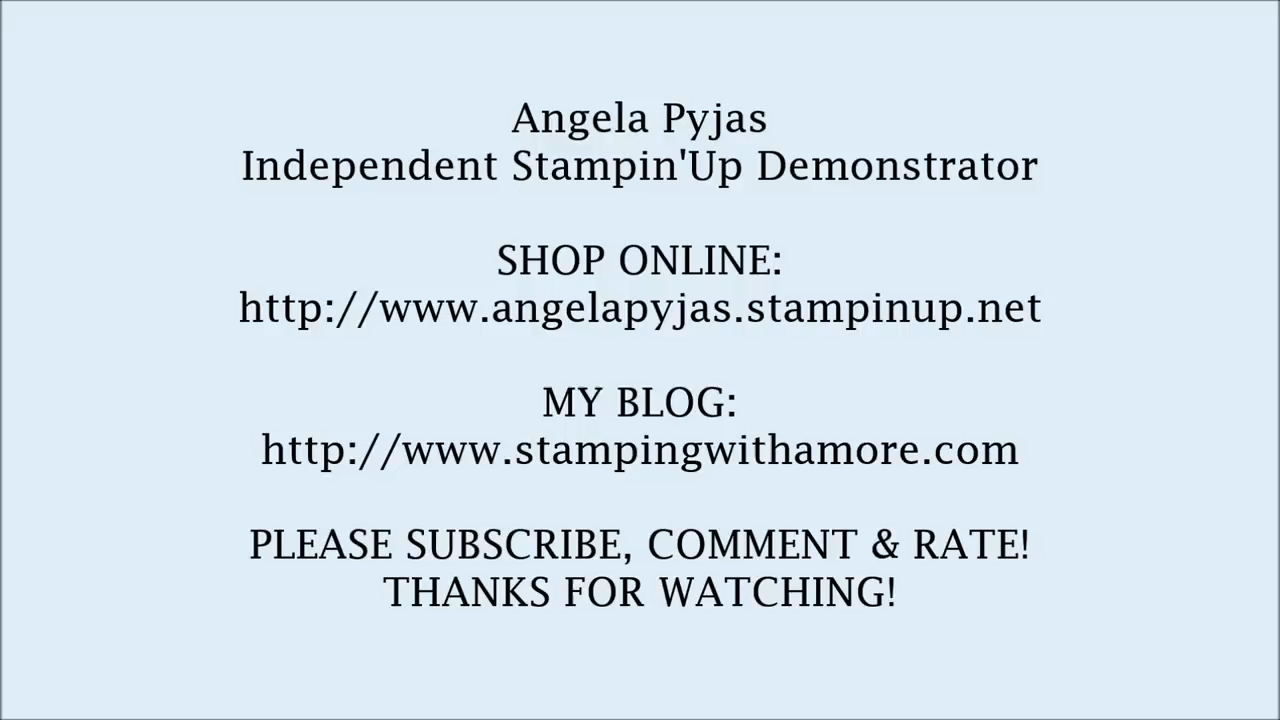 Angela Pyjas
Independent Stampin'Up Demonstrator
SHOP ONLINE:
http://www.angelapyjas.stampinup.net
MY BLOG:
http://www.stampingwithamore.com
PLEASE SUBSCRIBE, COMMENT & RATE!
THANKS FOR WATCHING!